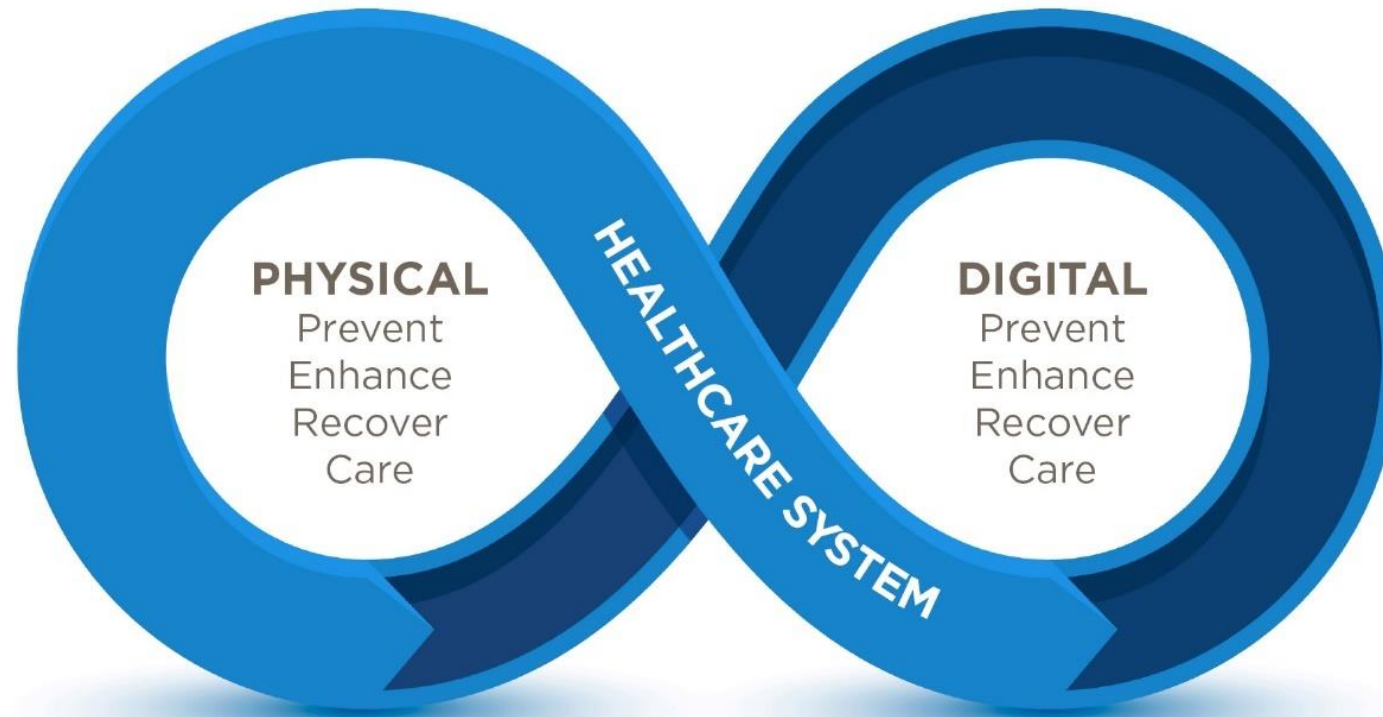 PHYSICAL
Prevent
Enhance
Recover
Care
HEALTHCARE SYSTEM
DIGITAL
Prevent
Enhance
Recover
Care